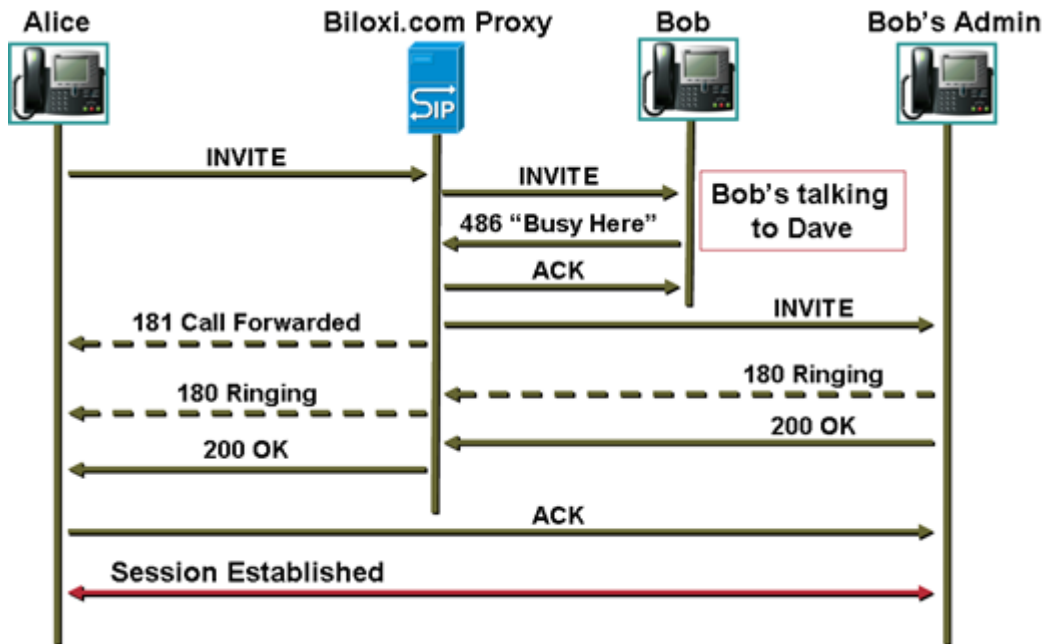 Alice
Biloxi.com Proxy
Bob
Bob's Admin
SIP
INVITE
INVITE
Bob's talking
to Dave
486 “Busy Here”
ACK
INVITE
181 Call Forwarded
180 Ringing
180 Ringing
200 OK
200 OK
ACK
Session Established